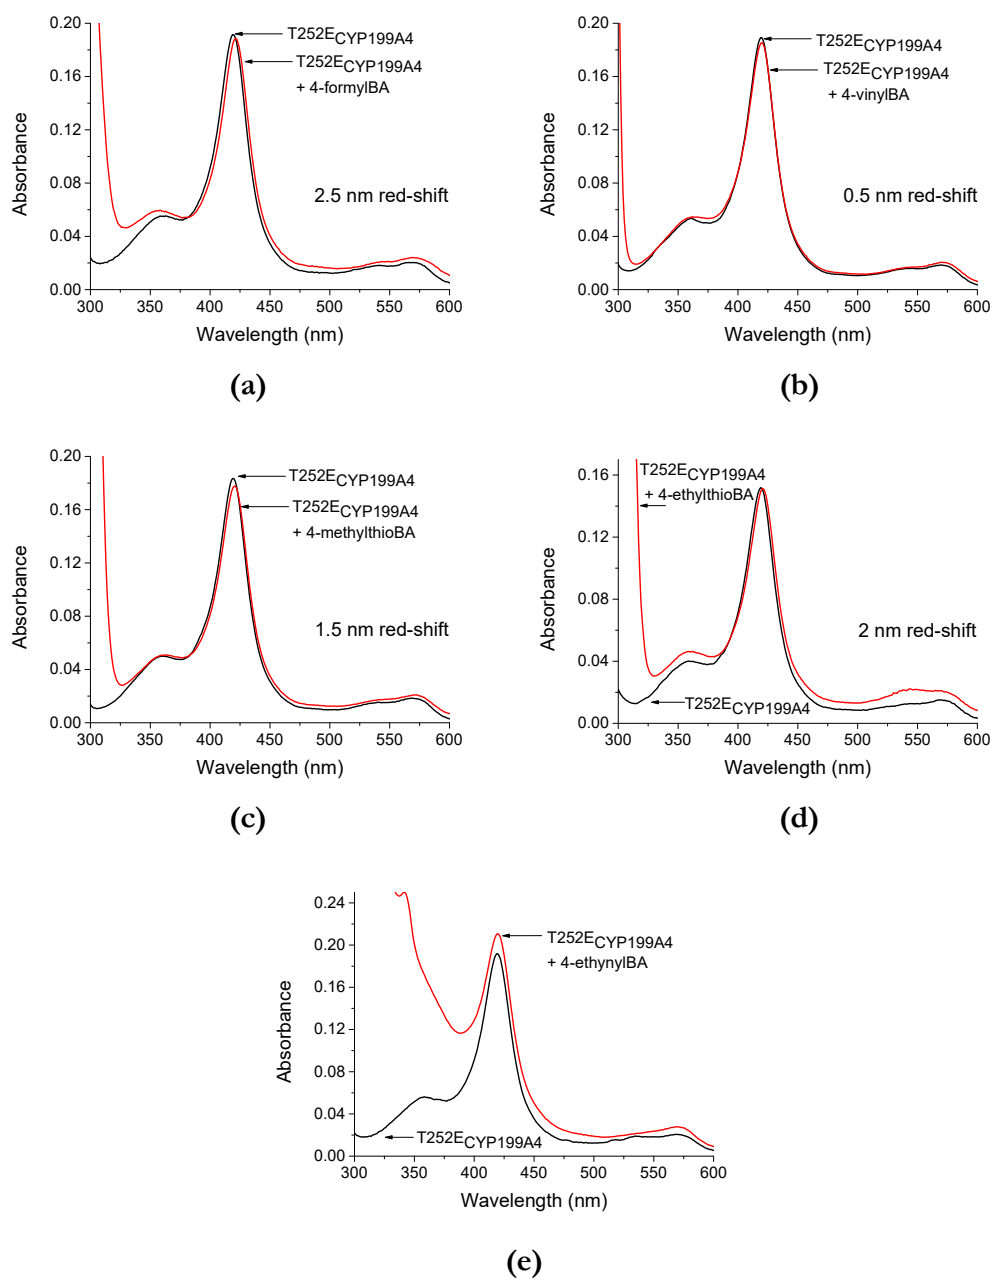 0.20
0.16
0.12
0.08
0.04
0.00
Absorbance
T252ECYP199A4
T252ECYP199A4
+ 4-formylBA
2.5 nm red-shift
300 350 400 450 500 550 600
Wavelength (nm)
(a)
0.20
0.16
0.12
0.08
0.04
0.00
Absorbance
T252ECYP199A4
T252ECYP199A4
+ 4-vinylBA
0.5 nm red-shift
300 350 400 450 500 550 600
Wavelength (nm)
(b)
0.20
0.16
0.12
0.08
0.04
0.00
Absorbance
T252ECYP199A4
T252ECYP199A4
+ 4-methylthioBA
1.5 nm red-shift
300 350 400 450 500 550 600
Wavelength (nm)
(c)
0.16
0.12
0.08
0.04
0.00
Absorbance
T252ECYP199A4
+ 4-ethylthioBA
2 nm red-shift
T252ECYP199A4
300 350 400 450 500 550 600
Wavelength (nm)
(d)
0.24
0.20
0.16
0.12
0.08
0.04
0.00
Absorbance
T252ECYP199A4
+ 4-ethynylBA
T252ECYP199A4
300 350 400 450 500 550 600
Wavelength (nm)
(e)